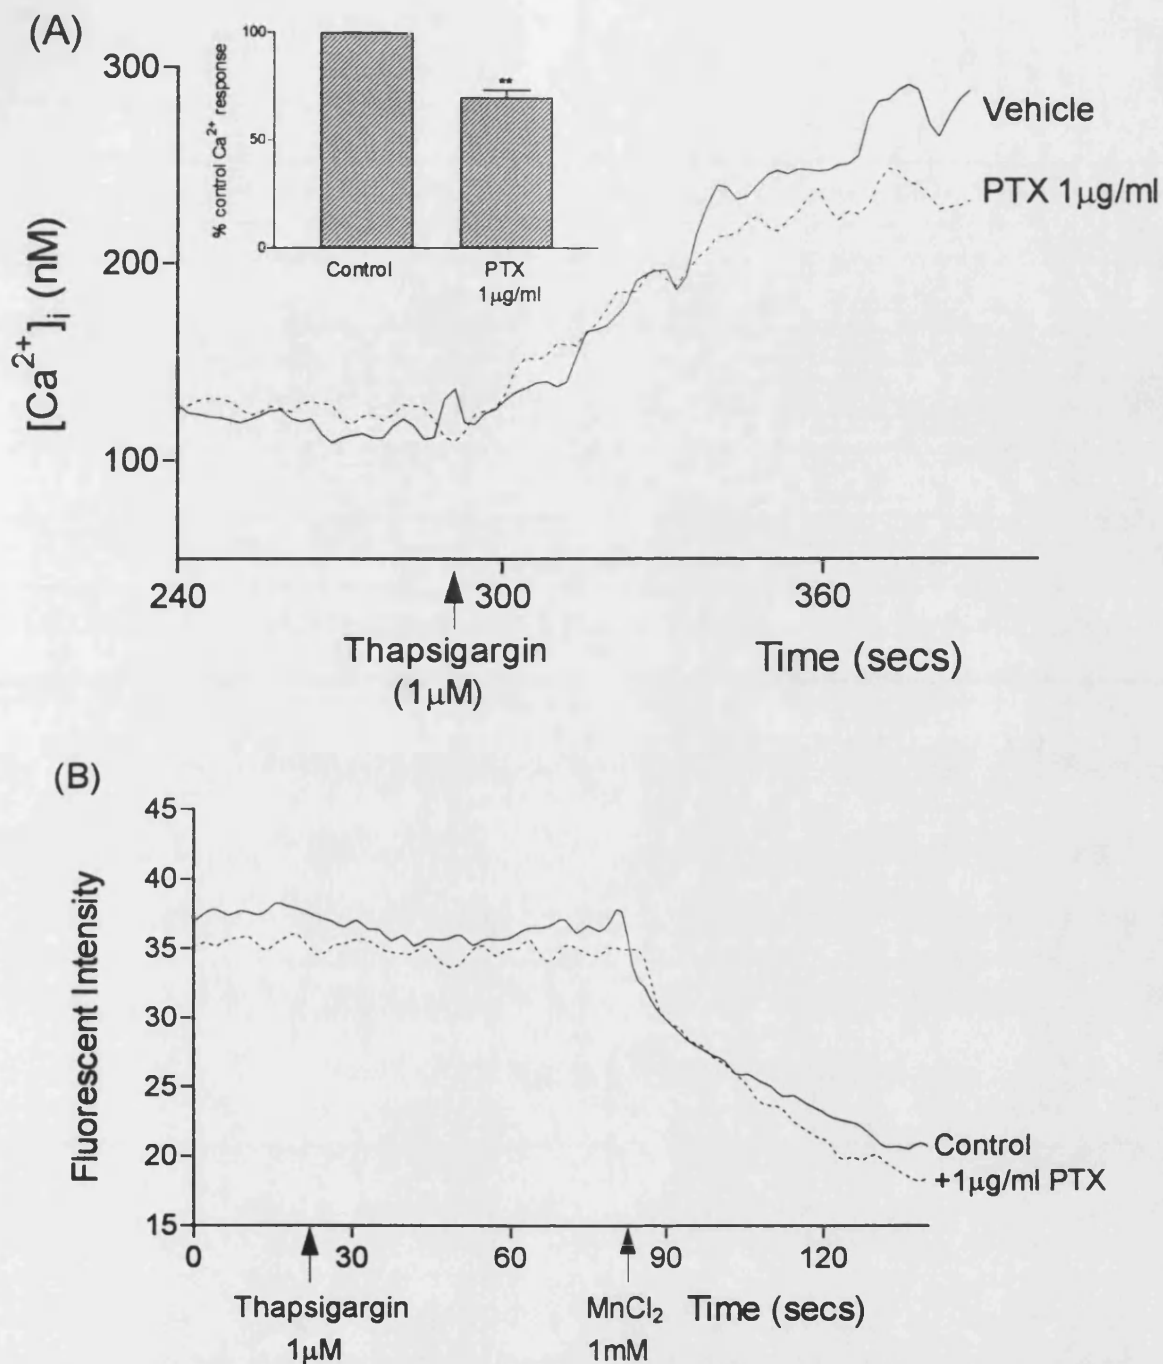 (A)
% control Ca²⁺ response
100
50
0
**
Control
PTX
1μg/ml
[Ca²⁺]ᵢ (nM)
300
200
100
Vehicle
PTX 1μg/ml
240
300
360
Thapsigargin
(1μM)
Time (secs)
(B)
Fluorescent Intensity
45
40
35
30
25
20
15
Control
+1μg/ml PTX
0
30
60
90
120
Thapsigargin
1μM
MnCl₂
1mM
Time (secs)